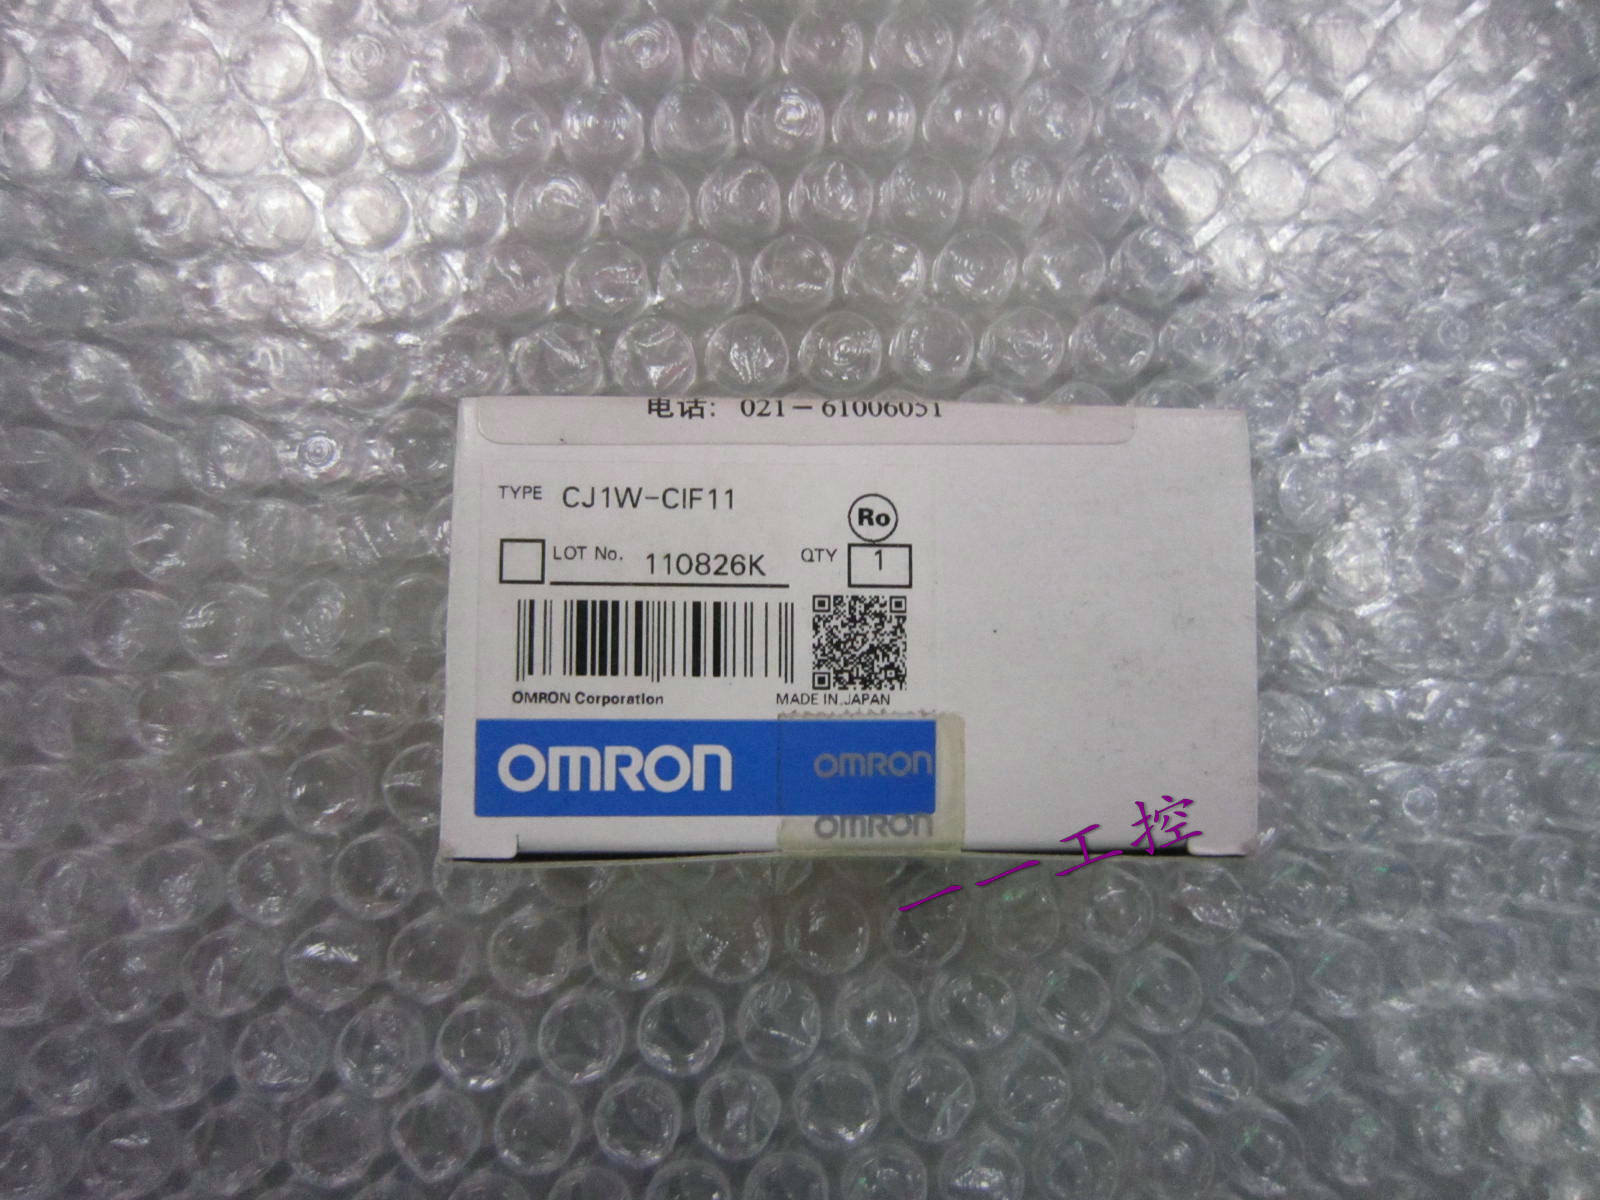 电话: 021-61006051
TYPE CJ1W-CIF11
Ro
LOT No. 110826K QTY 1
OMRON Corporation MADE IN JAPAN
OMRON OMRON
OMRON
一一工控